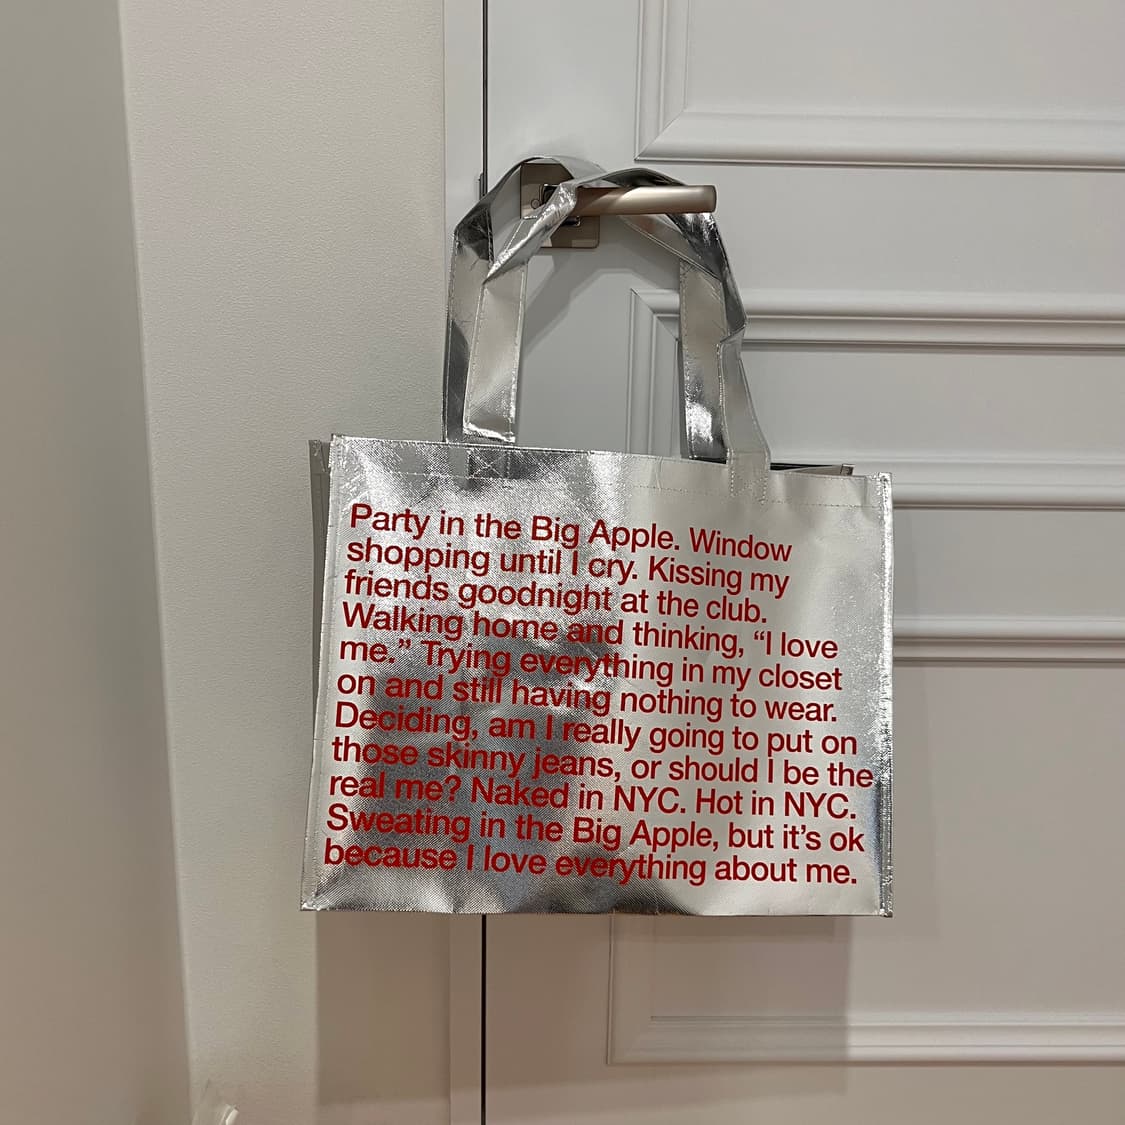 Party in the Big Apple. Window
shopping until I cry. Kissing my
friends goodnight at the club.
Walking home and thinking, “I love
me.” Trying everything in my closet
on and still having nothing to wear.
Deciding, am I really going to put on
those skinny jeans, or should I be the
real me? Naked in NYC. Hot in NYC.
Sweating in the Big Apple, but it’s ok
because I love everything about me.